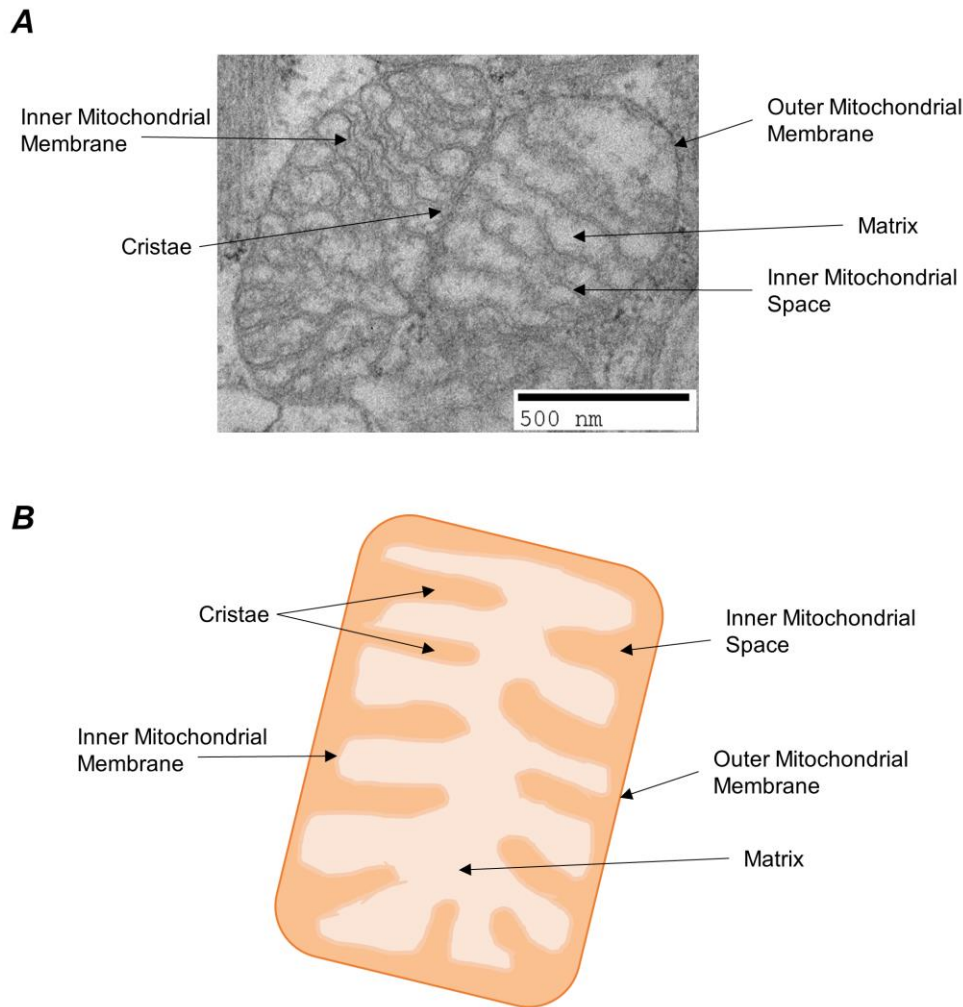 A
Inner Mitochondrial
Membrane
Outer Mitochondrial
Membrane
Cristae
Matrix
Inner Mitochondrial
Space
500 nm
B
Cristae
Inner Mitochondrial
Space
Inner Mitochondrial
Membrane
Outer Mitochondrial
Membrane
Matrix